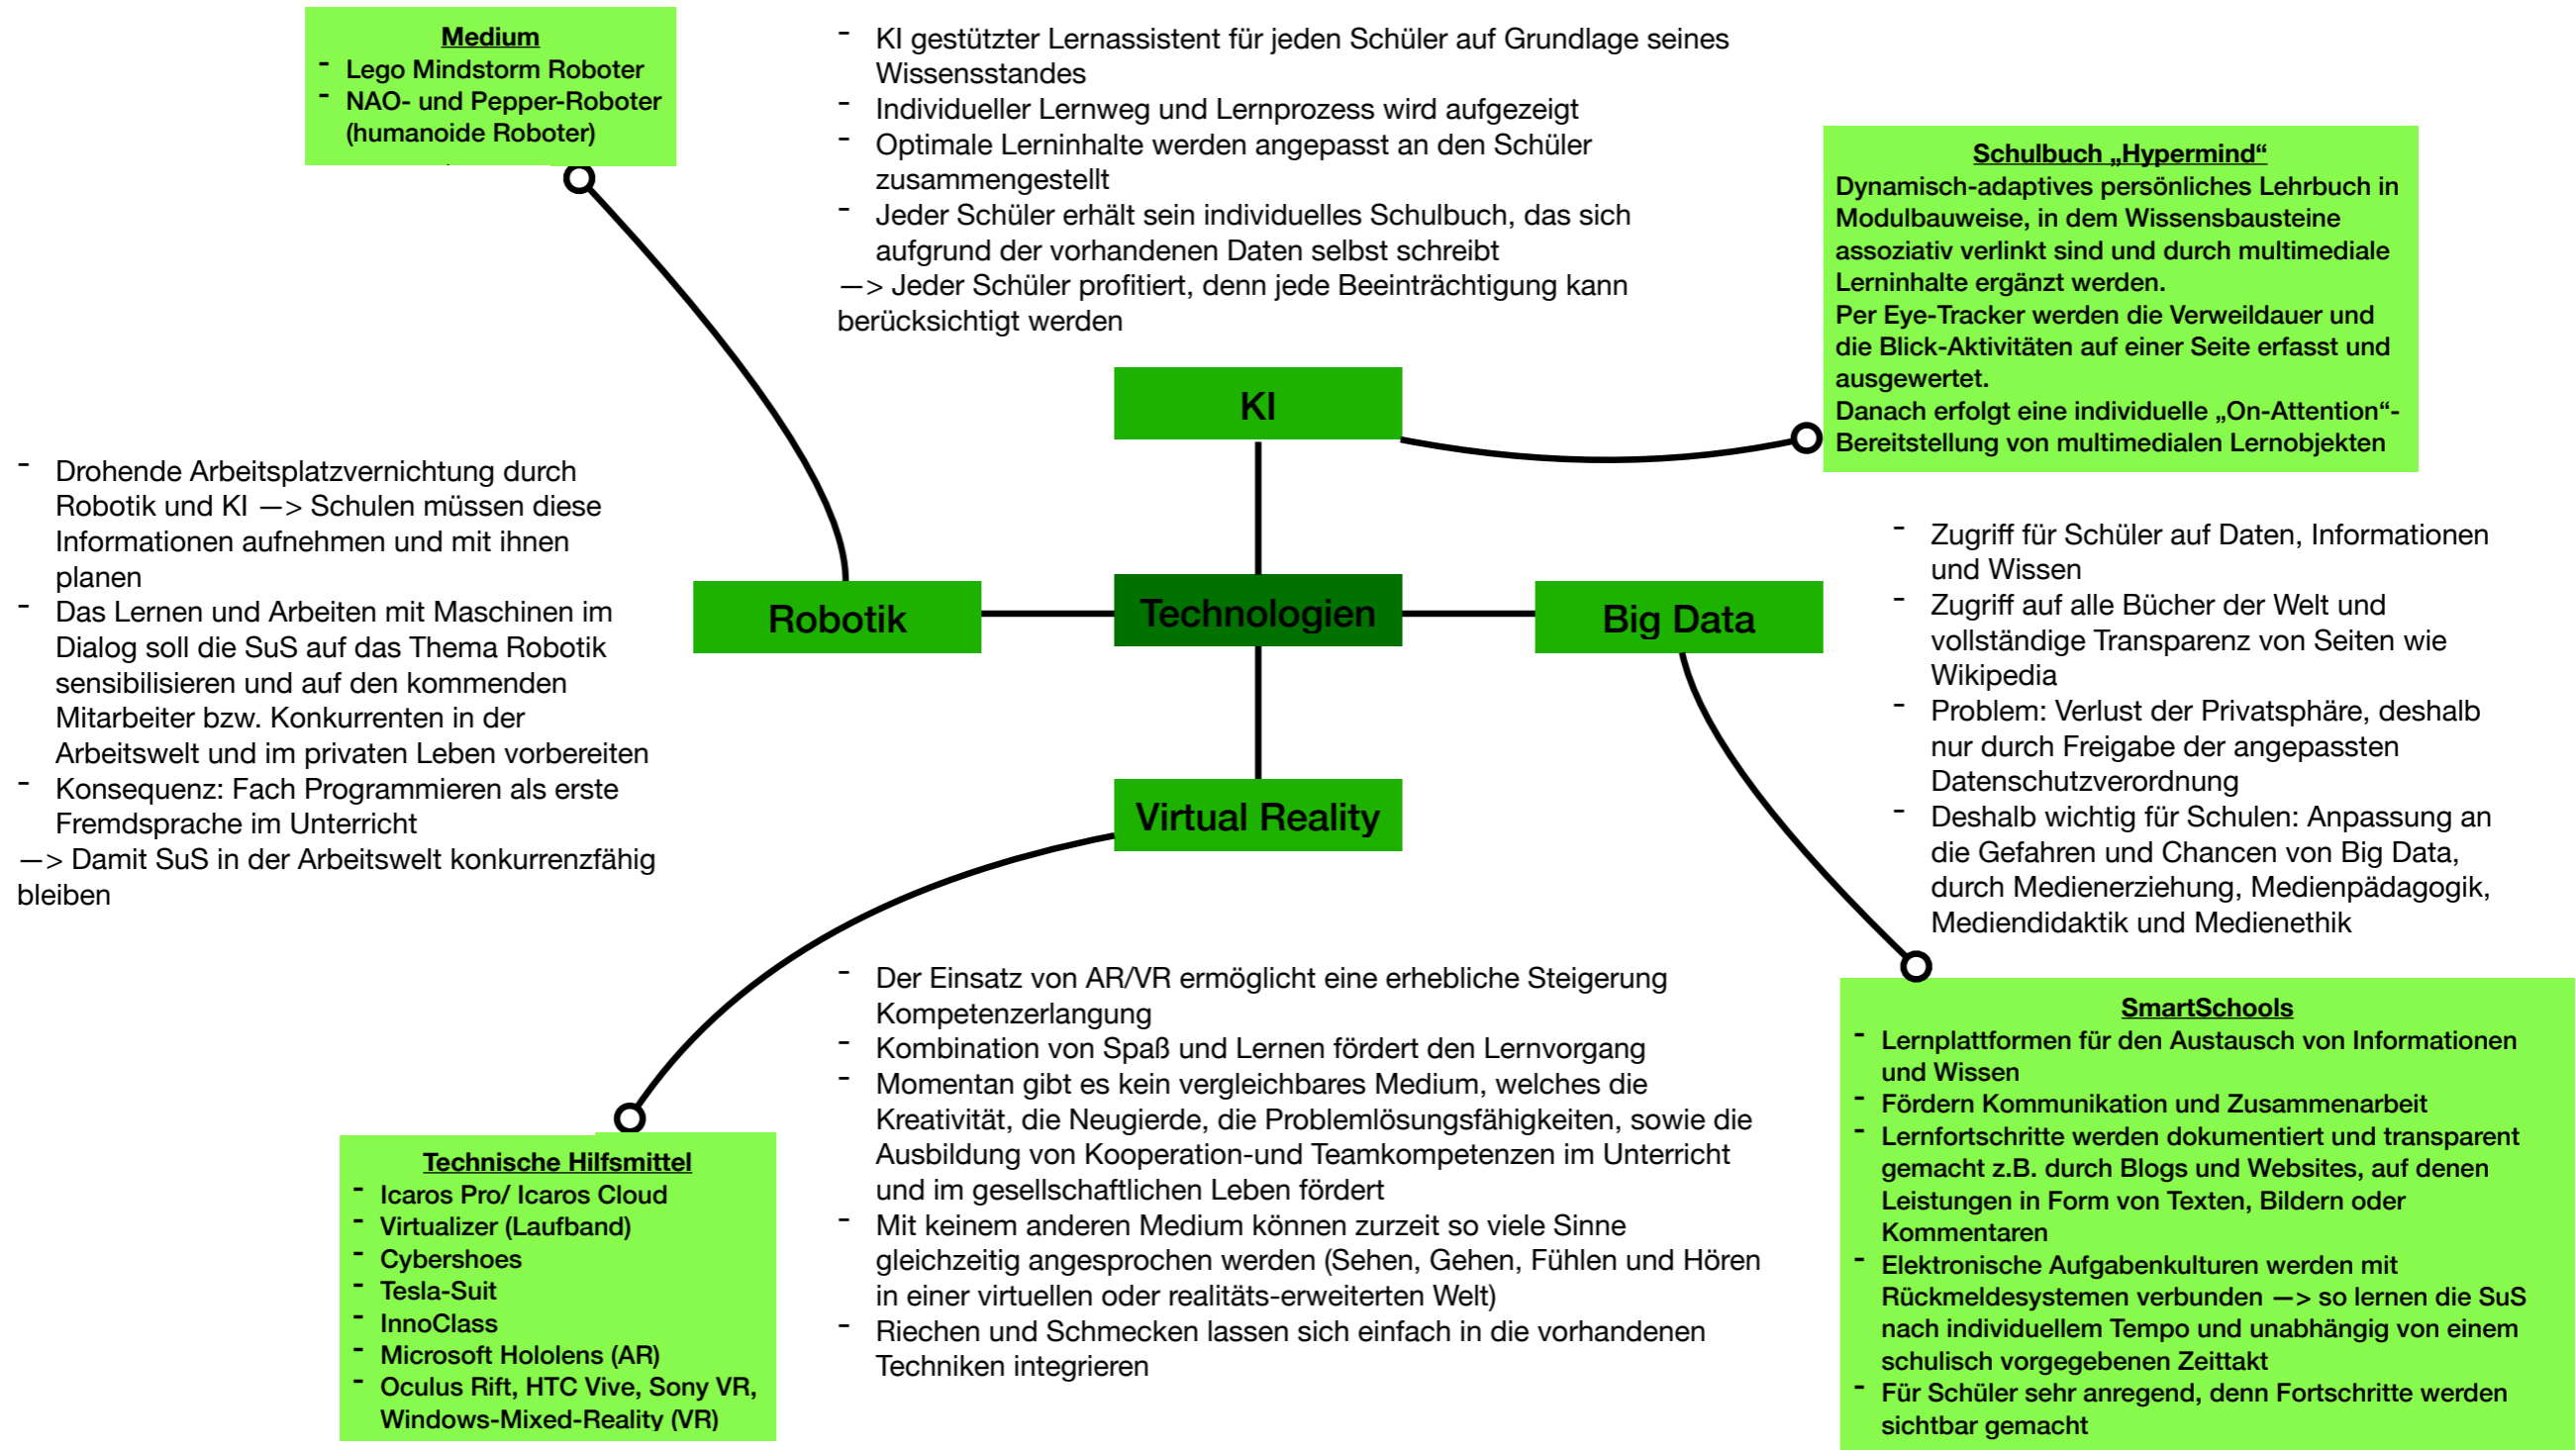 Medium
- Lego Mindstorm Roboter
- NAO- und Pepper-Roboter
(humanoide Roboter)
- KI gestützter Lernassistent für jeden Schüler auf Grundlage seines
Wissensstandes
- Individueller Lernweg und Lernprozess wird aufgezeigt
- Optimale Lerninhalte werden angepasst an den Schüler
zusammengestellt
- Jeder Schüler erhält sein individuelles Schulbuch, das sich
aufgrund der vorhandenen Daten selbst schreibt
—> Jeder Schüler profitiert, denn jede Beeinträchtigung kann
berücksichtigt werden
Schulbuch „Hypermind“
Dynamisch-adaptives persönliches Lehrbuch in
Modulbauweise, in dem Wissensbausteine
assoziativ verlinkt sind und durch multimediale
Lerninhalte ergänzt werden.
Per Eye-Tracker werden die Verweildauer und
die Blick-Aktivitäten auf einer Seite erfasst und
ausgewertet.
Danach erfolgt eine individuelle „On-Attention“-
Bereitstellung von multimedialen Lernobjekten
KI
- Drohende Arbeitsplatzvernichtung durch
Robotik und KI —> Schulen müssen diese
Informationen aufnehmen und mit ihnen
planen
- Das Lernen und Arbeiten mit Maschinen im
Dialog soll die SuS auf das Thema Robotik
sensibilisieren und auf den kommenden
Mitarbeiter bzw. Konkurrenten in der
Arbeitswelt und im privaten Leben vorbereiten
- Konsequenz: Fach Programmieren als erste
Fremdsprache im Unterricht
—> Damit SuS in der Arbeitswelt konkurrenzfähig
bleiben
Robotik
Technologien
Big Data
Virtual Reality
- Zugriff für Schüler auf Daten, Informationen
und Wissen
- Zugriff auf alle Bücher der Welt und
vollständige Transparenz von Seiten wie
Wikipedia
- Problem: Verlust der Privatsphäre, deshalb
nur durch Freigabe der angepassten
Datenschutzverordnung
- Deshalb wichtig für Schulen: Anpassung an
die Gefahren und Chancen von Big Data,
durch Medienerziehung, Medienpädagogik,
Mediendidaktik und Medienethik
Technische Hilfsmittel
- Icaros Pro/ Icaros Cloud
- Virtualizer (Laufband)
- Cybershoes
- Tesla-Suit
- InnoClass
- Microsoft Hololens (AR)
- Oculus Rift, HTC Vive, Sony VR,
Windows-Mixed-Reality (VR)
- Der Einsatz von AR/VR ermöglicht eine erhebliche Steigerung
Kompetenzerlangung
- Kombination von Spaß und Lernen fördert den Lernvorgang
- Momentan gibt es kein vergleichbares Medium, welches die
Kreativität, die Neugierde, die Problemlösungsfähigkeiten, sowie die
Ausbildung von Kooperation-und Teamkompetenzen im Unterricht
und im gesellschaftlichen Leben fördert
- Mit keinem anderen Medium können zurzeit so viele Sinne
gleichzeitig angesprochen werden (Sehen, Gehen, Fühlen und Hören
in einer virtuellen oder realitäts-erweiterten Welt)
- Riechen und Schmecken lassen sich einfach in die vorhandenen
Techniken integrieren
SmartSchools
- Lernplattformen für den Austausch von Informationen
und Wissen
- Fördern Kommunikation und Zusammenarbeit
- Lernfortschritte werden dokumentiert und transparent
gemacht z.B. durch Blogs und Websites, auf denen
Leistungen in Form von Texten, Bildern oder
Kommentaren
- Elektronische Aufgabenkulturen werden mit
Rückmeldesystemen verbunden —> so lernen die SuS
nach individuellem Tempo und unabhängig von einem
schulisch vorgegebenen Zeittakt
- Für Schüler sehr anregend, denn Fortschritte werden
sichtbar gemacht